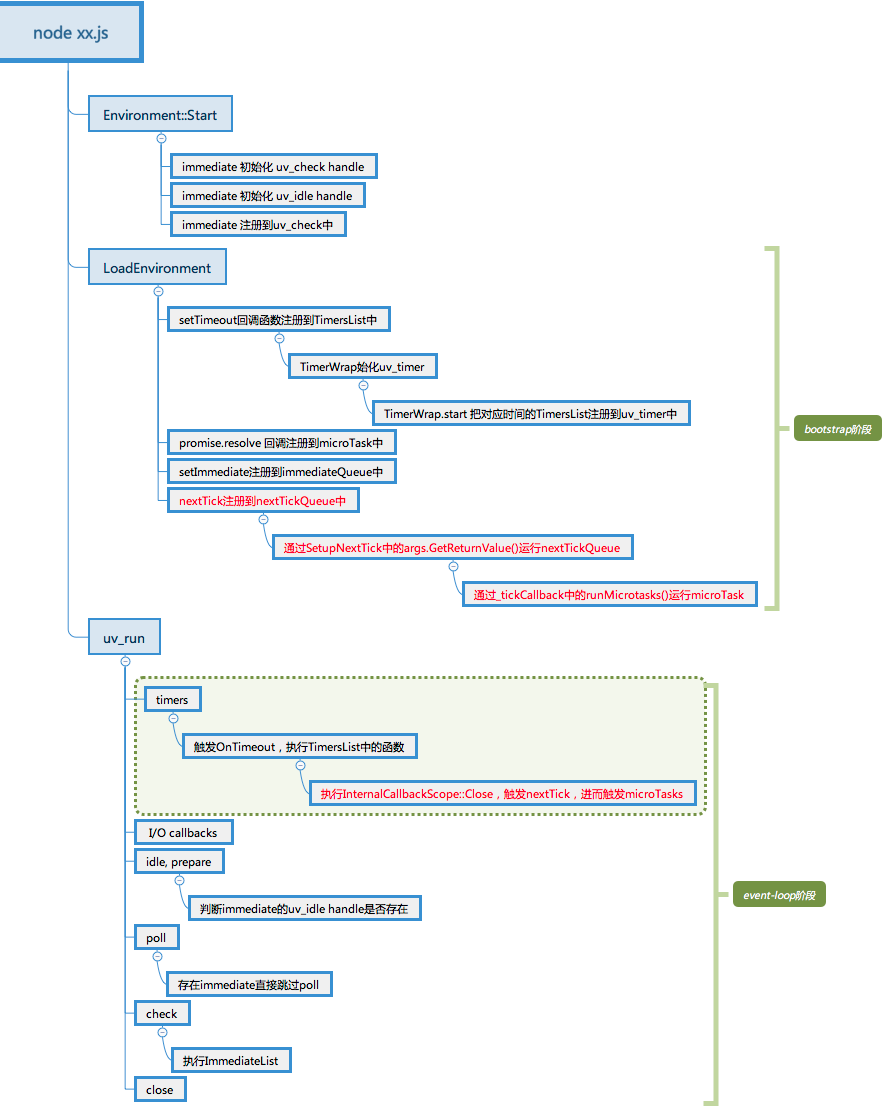 node xx.js
Environment::Start
immediate 初始化 uv_check handle
immediate 初始化 uv_idle handle
immediate 注册到uv_check中
LoadEnvironment
setTimeout回调函数注册到TimersList中
TimerWrap始化uv_timer
TimerWrap.start 把对应时间的TimersList注册到uv_timer中
promise.resolve 回调注册到microTask中
setImmediate注册到immediateQueue中
nextTick注册到nextTickQueue中
通过SetupNextTick中的args.GetReturnValue()运行nextTickQueue
通过_tickCallback中的runMicrotasks()运行microTask
bootstrap阶段
uv_run
timers
触发OnTimeout，执行TimersList中的函数
执行InternalCallbackScope::Close，触发nextTick，进而触发microTasks
I/O callbacks
idle, prepare
判断immediate的uv_idle handle是否存在
poll
存在immediate直接跳过poll
check
执行ImmediateList
close
event-loop阶段